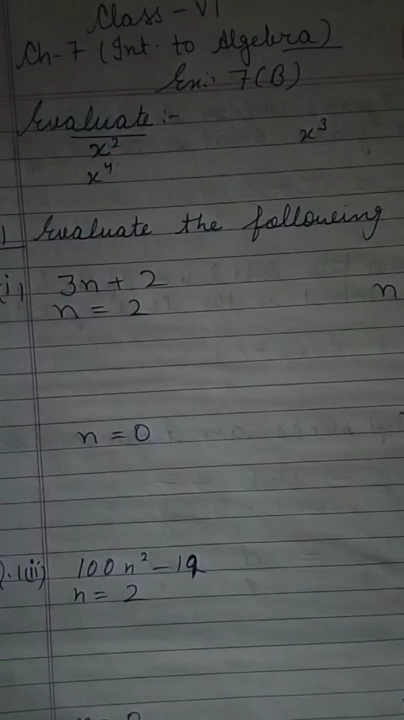 Class - VI
Ch-7 (Int. to Algebra)
Ex: 7(B)
Evaluate :-
x² x³
x⁴
Evaluate the following
(i) 3n + 2
n = 2 n
n = 0
Q.1(ii) 100n² - 19
n = 2